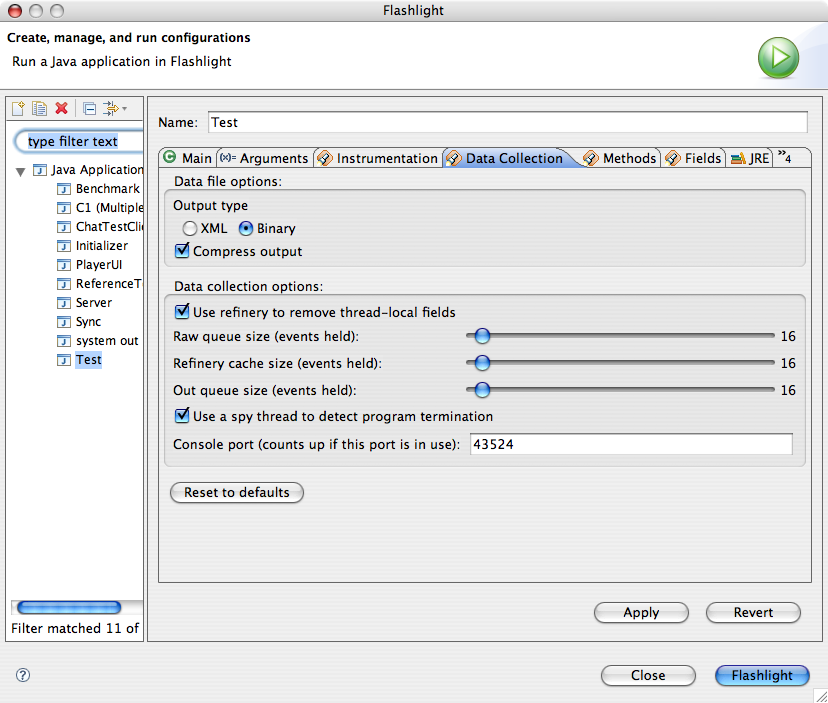 Flashlight
Create, manage, and run configurations
Run a Java application in Flashlight
type filter text
Java Application
Benchmark
C1 (Multiple
ChatTestCli
Initializer
PlayerUI
ReferenceT
Server
Sync
system out
Test
Filter matched 11 of
Name: Test
Main (x)= Arguments Instrumentation Data Collection Methods Fields JRE »4
Data file options:
Output type
XML Binary
Compress output
Data collection options:
Use refinery to remove thread-local fields
Raw queue size (events held): 16
Refinery cache size (events held): 16
Out queue size (events held): 16
Use a spy thread to detect program termination
Console port (counts up if this port is in use): 43524
Reset to defaults
Apply Revert
? Close Flashlight